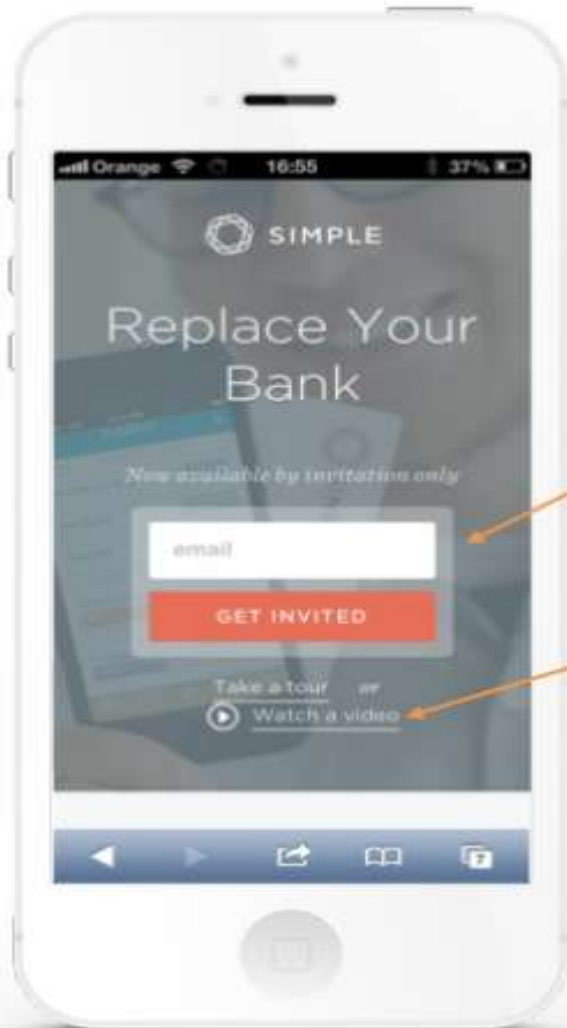 Orange 16:55 37%
SIMPLE
Replace Your
Bank
Now available by invitation only
email
GET INVITED
Take a tour or
Watch a video
7